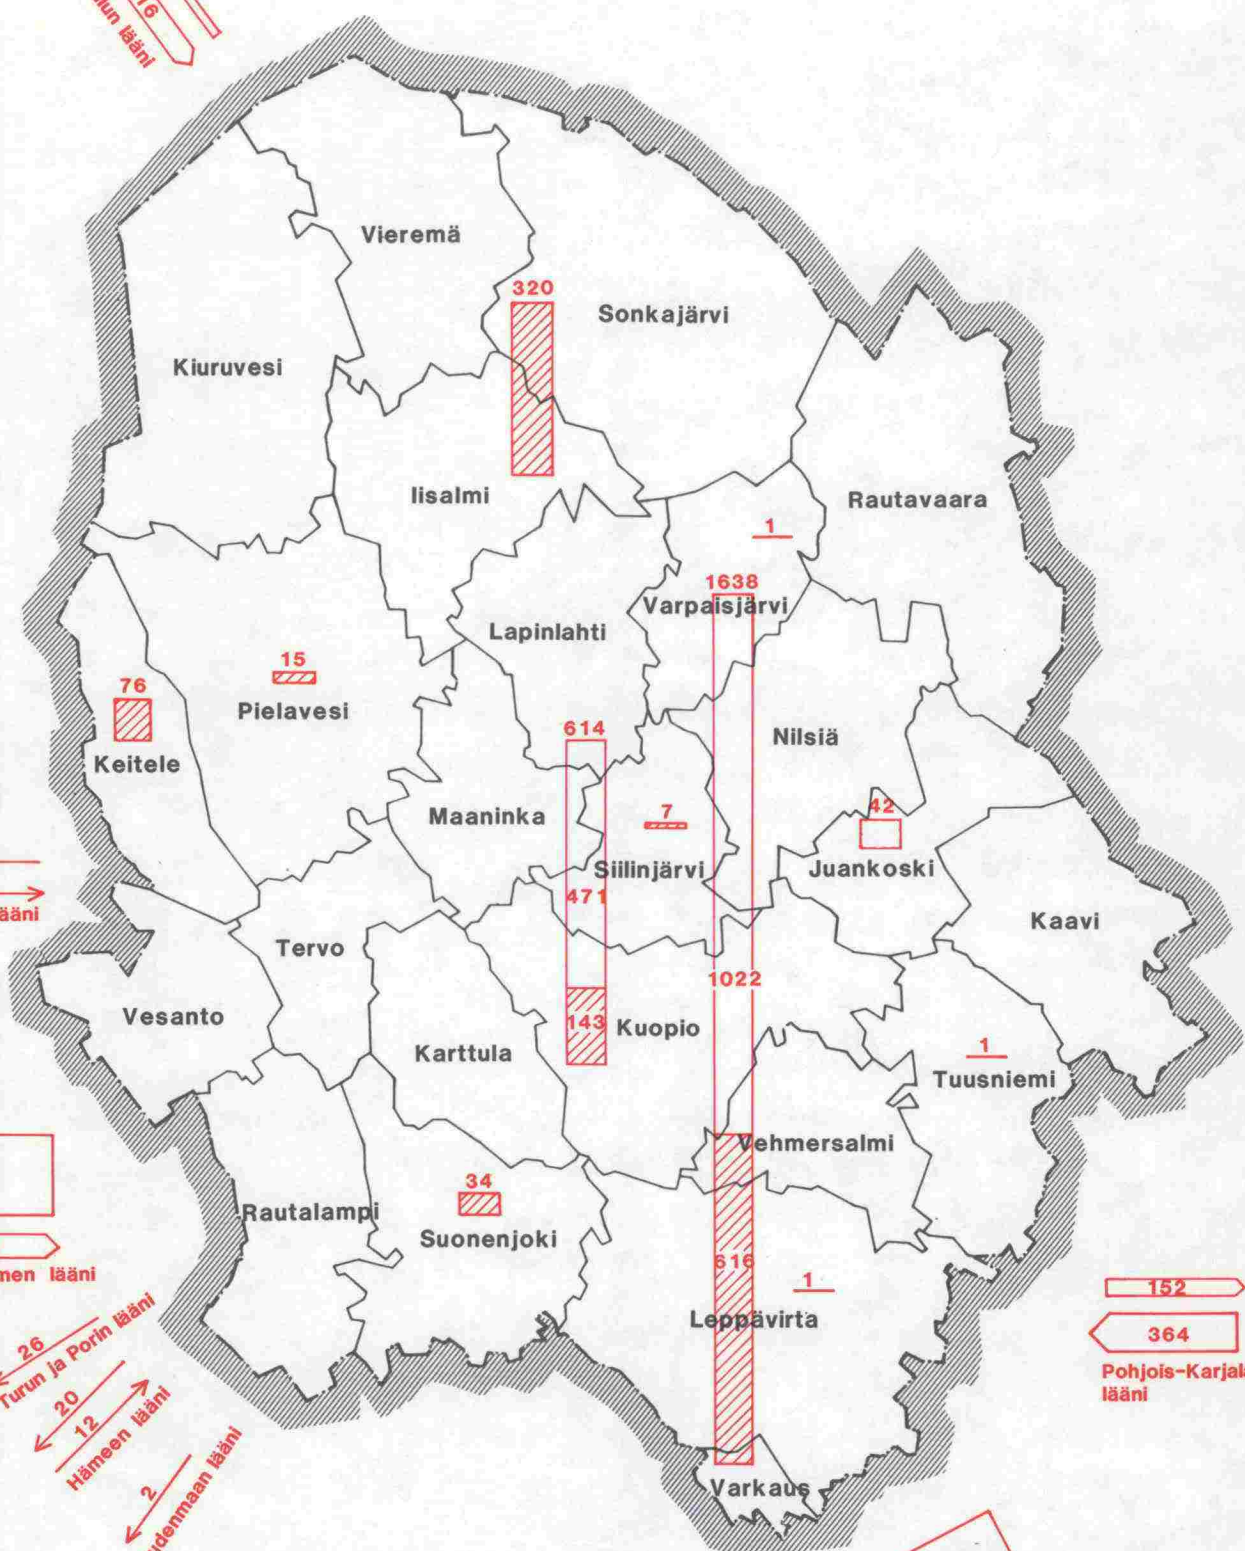 16
lääni
Vieremä
320
Sonkajärvi
Kiuruvesi
Iisalmi
Rautavaara
1
1638
Varpaisjärvi
Lapinlahti
15
Pielavesi
76
Keitele
614
Nilsiä
Maaninka
7
42
Siilinjärvi
Juankoski
471
Kaavi
Tervo
1022
Vesanto
143
Kuopio
Karttula
1
Tuusniemi
Vehmersalmi
34
Rautalampi
Suonenjoki
616
1
Leppävirta
lääni
152
364
Pohjois-Karjala
lääni
26
Turun ja Porin lääni
20
12
Hämeen lääni
2
lääni
Varkaus